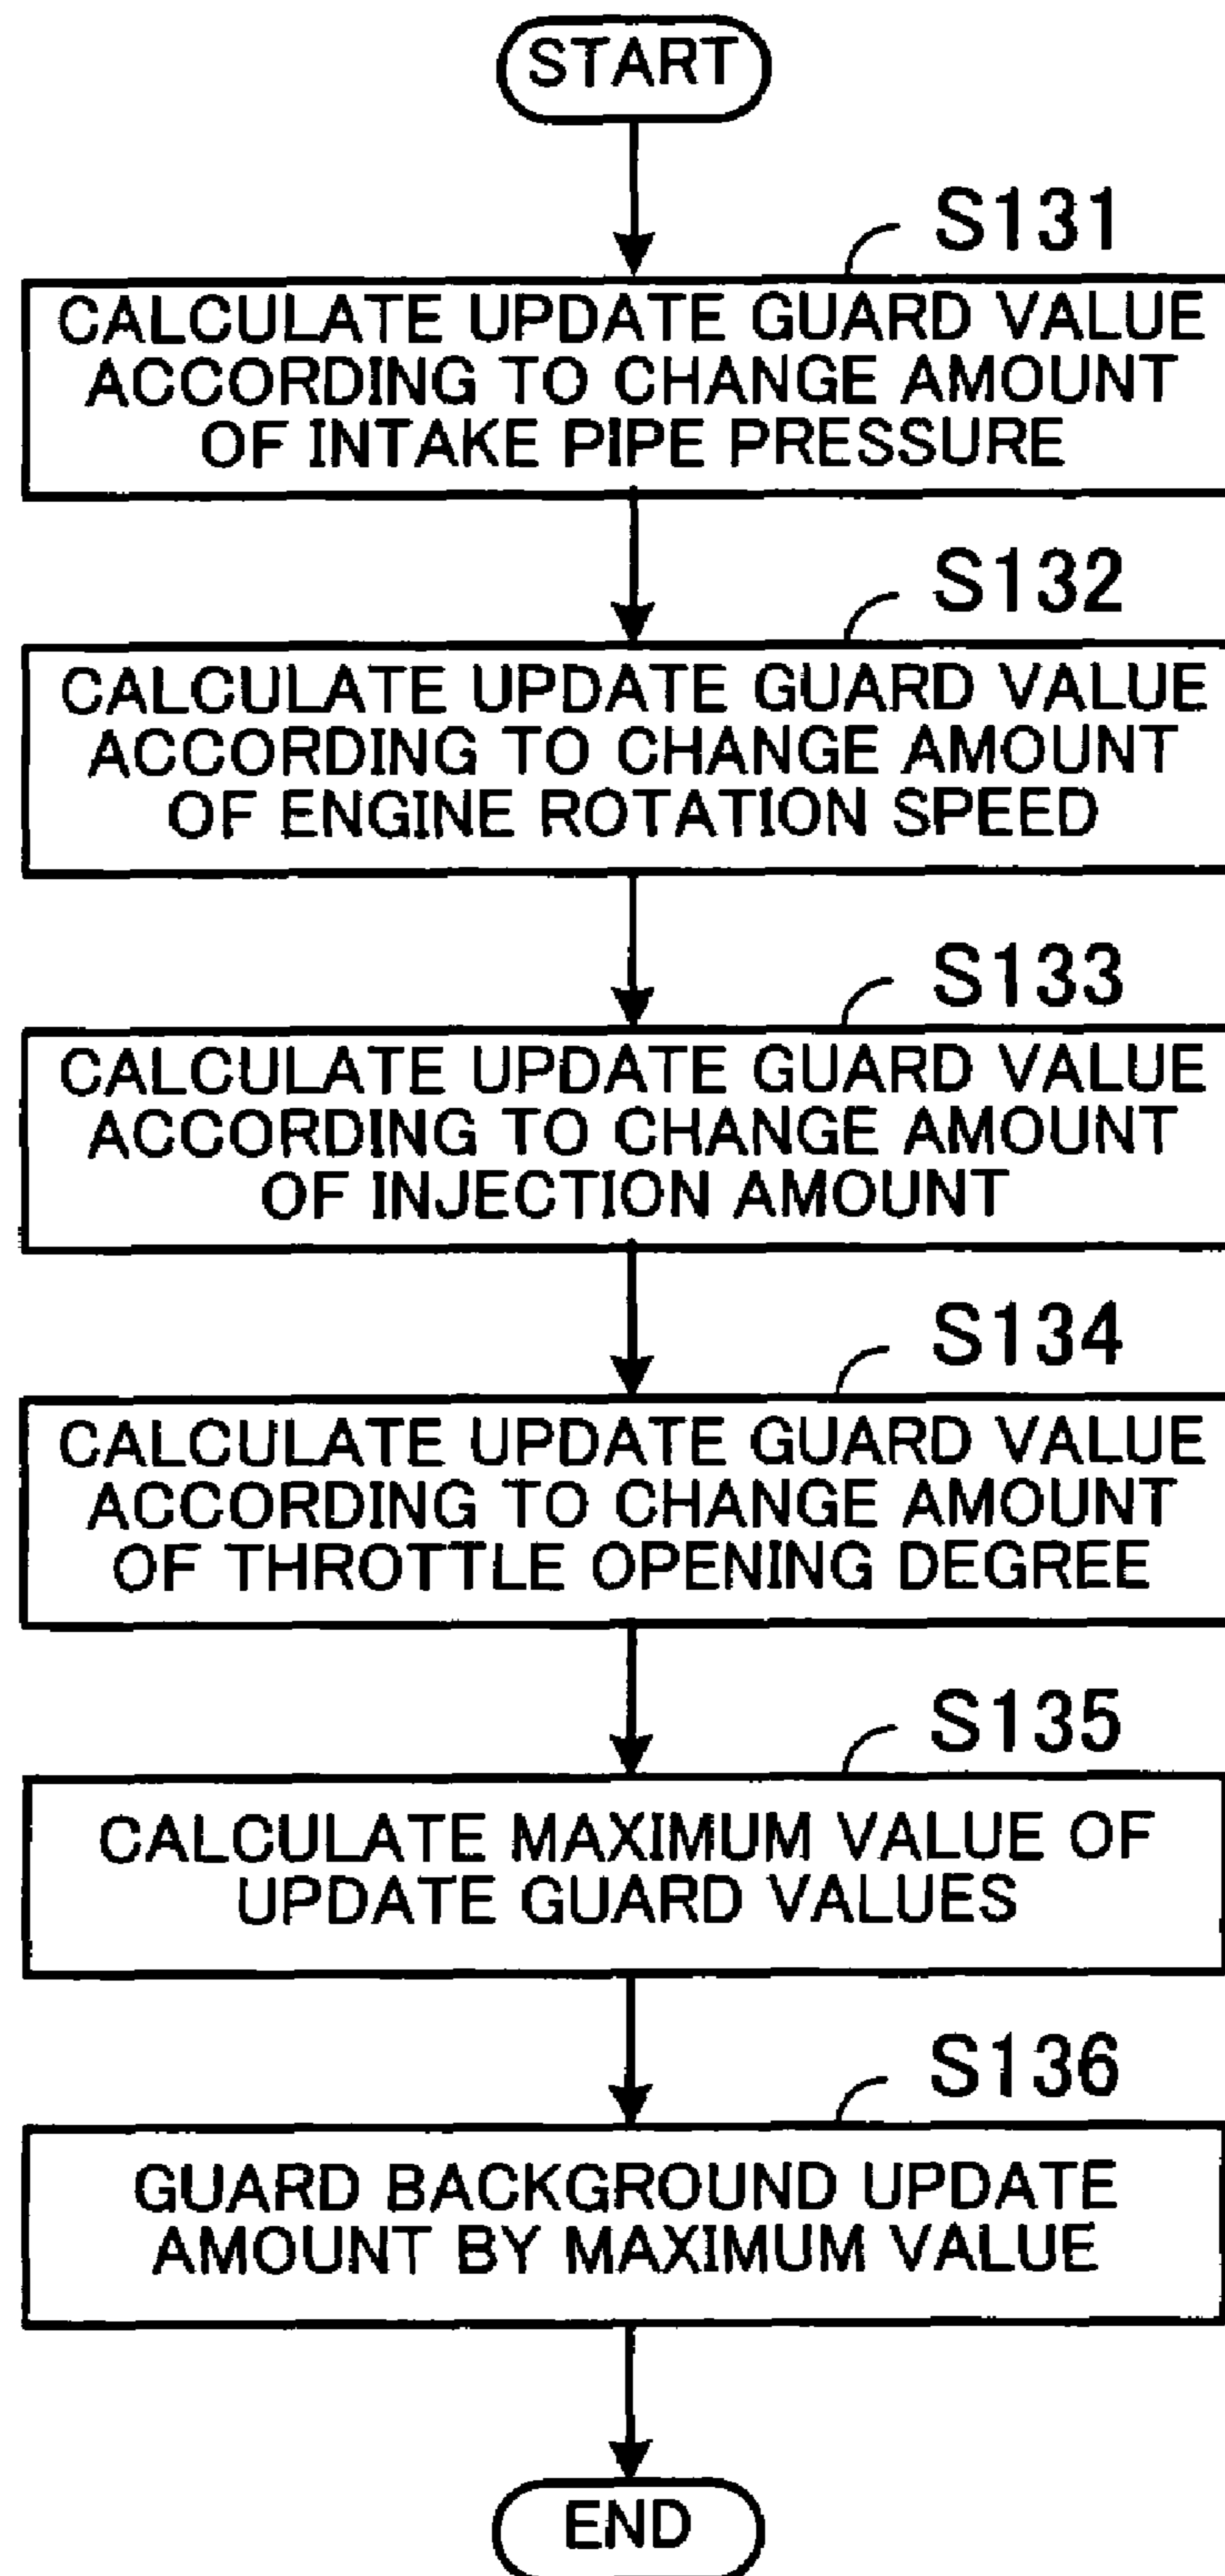 START
S131
CALCULATE UPDATE GUARD VALUE
ACCORDING TO CHANGE AMOUNT
OF INTAKE PIPE PRESSURE
S132
CALCULATE UPDATE GUARD VALUE
ACCORDING TO CHANGE AMOUNT
OF ENGINE ROTATION SPEED
S133
CALCULATE UPDATE GUARD VALUE
ACCORDING TO CHANGE AMOUNT
OF INJECTION AMOUNT
S134
CALCULATE UPDATE GUARD VALUE
ACCORDING TO CHANGE AMOUNT
OF THROTTLE OPENING DEGREE
S135
CALCULATE MAXIMUM VALUE OF
UPDATE GUARD VALUES
S136
GUARD BACKGROUND UPDATE
AMOUNT BY MAXIMUM VALUE
END